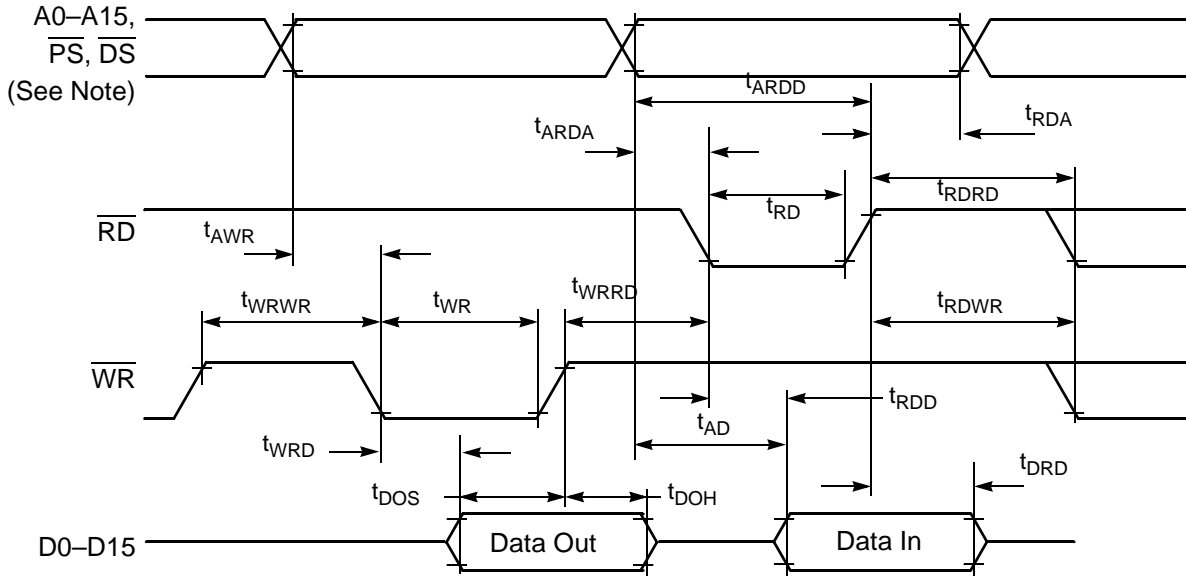 A0–A15,
PS, DS
(See Note)
tARDD
tRDA
tARDA
tRDRD
tRD
RD
tAWR
tWRRD
tWRWR
tWR
tRDWR
WR
tRDD
tAD
tWRD
tDRD
tDOS
tDOH
D0–D15
Data Out
Data In